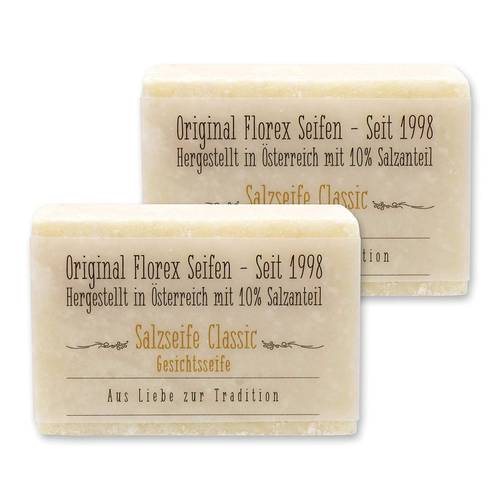 Original Florex Seifen - Seit 1998
Hergestellt in Österreich mit 10% Salzanteil
Salzseife Classic
tion
Original Florex Seifen - Seit 1998
Hergestellt in Österreich mit 10% Salzanteil
Salzseife Classic
Gesichtsseife
Aus Liebe zur Tradition